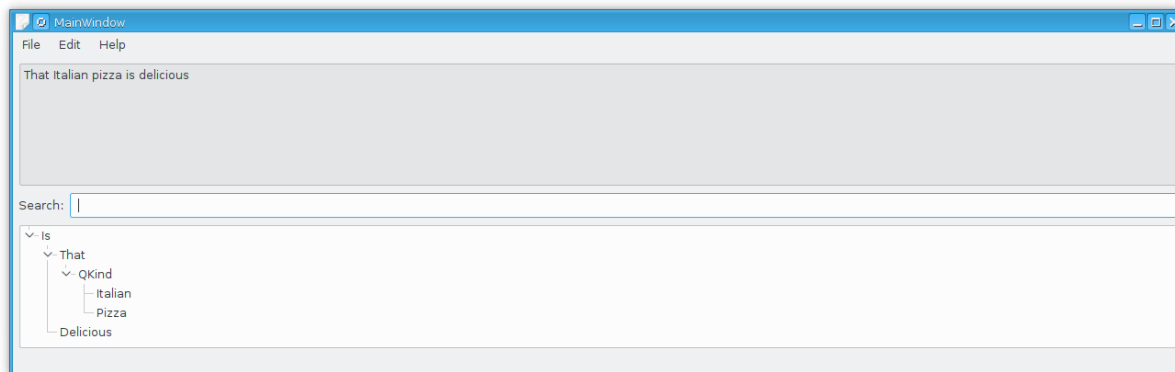 MainWindow
File Edit Help
That Italian pizza is delicious
Search:
Is
That
QKind
Italian
Pizza
Delicious